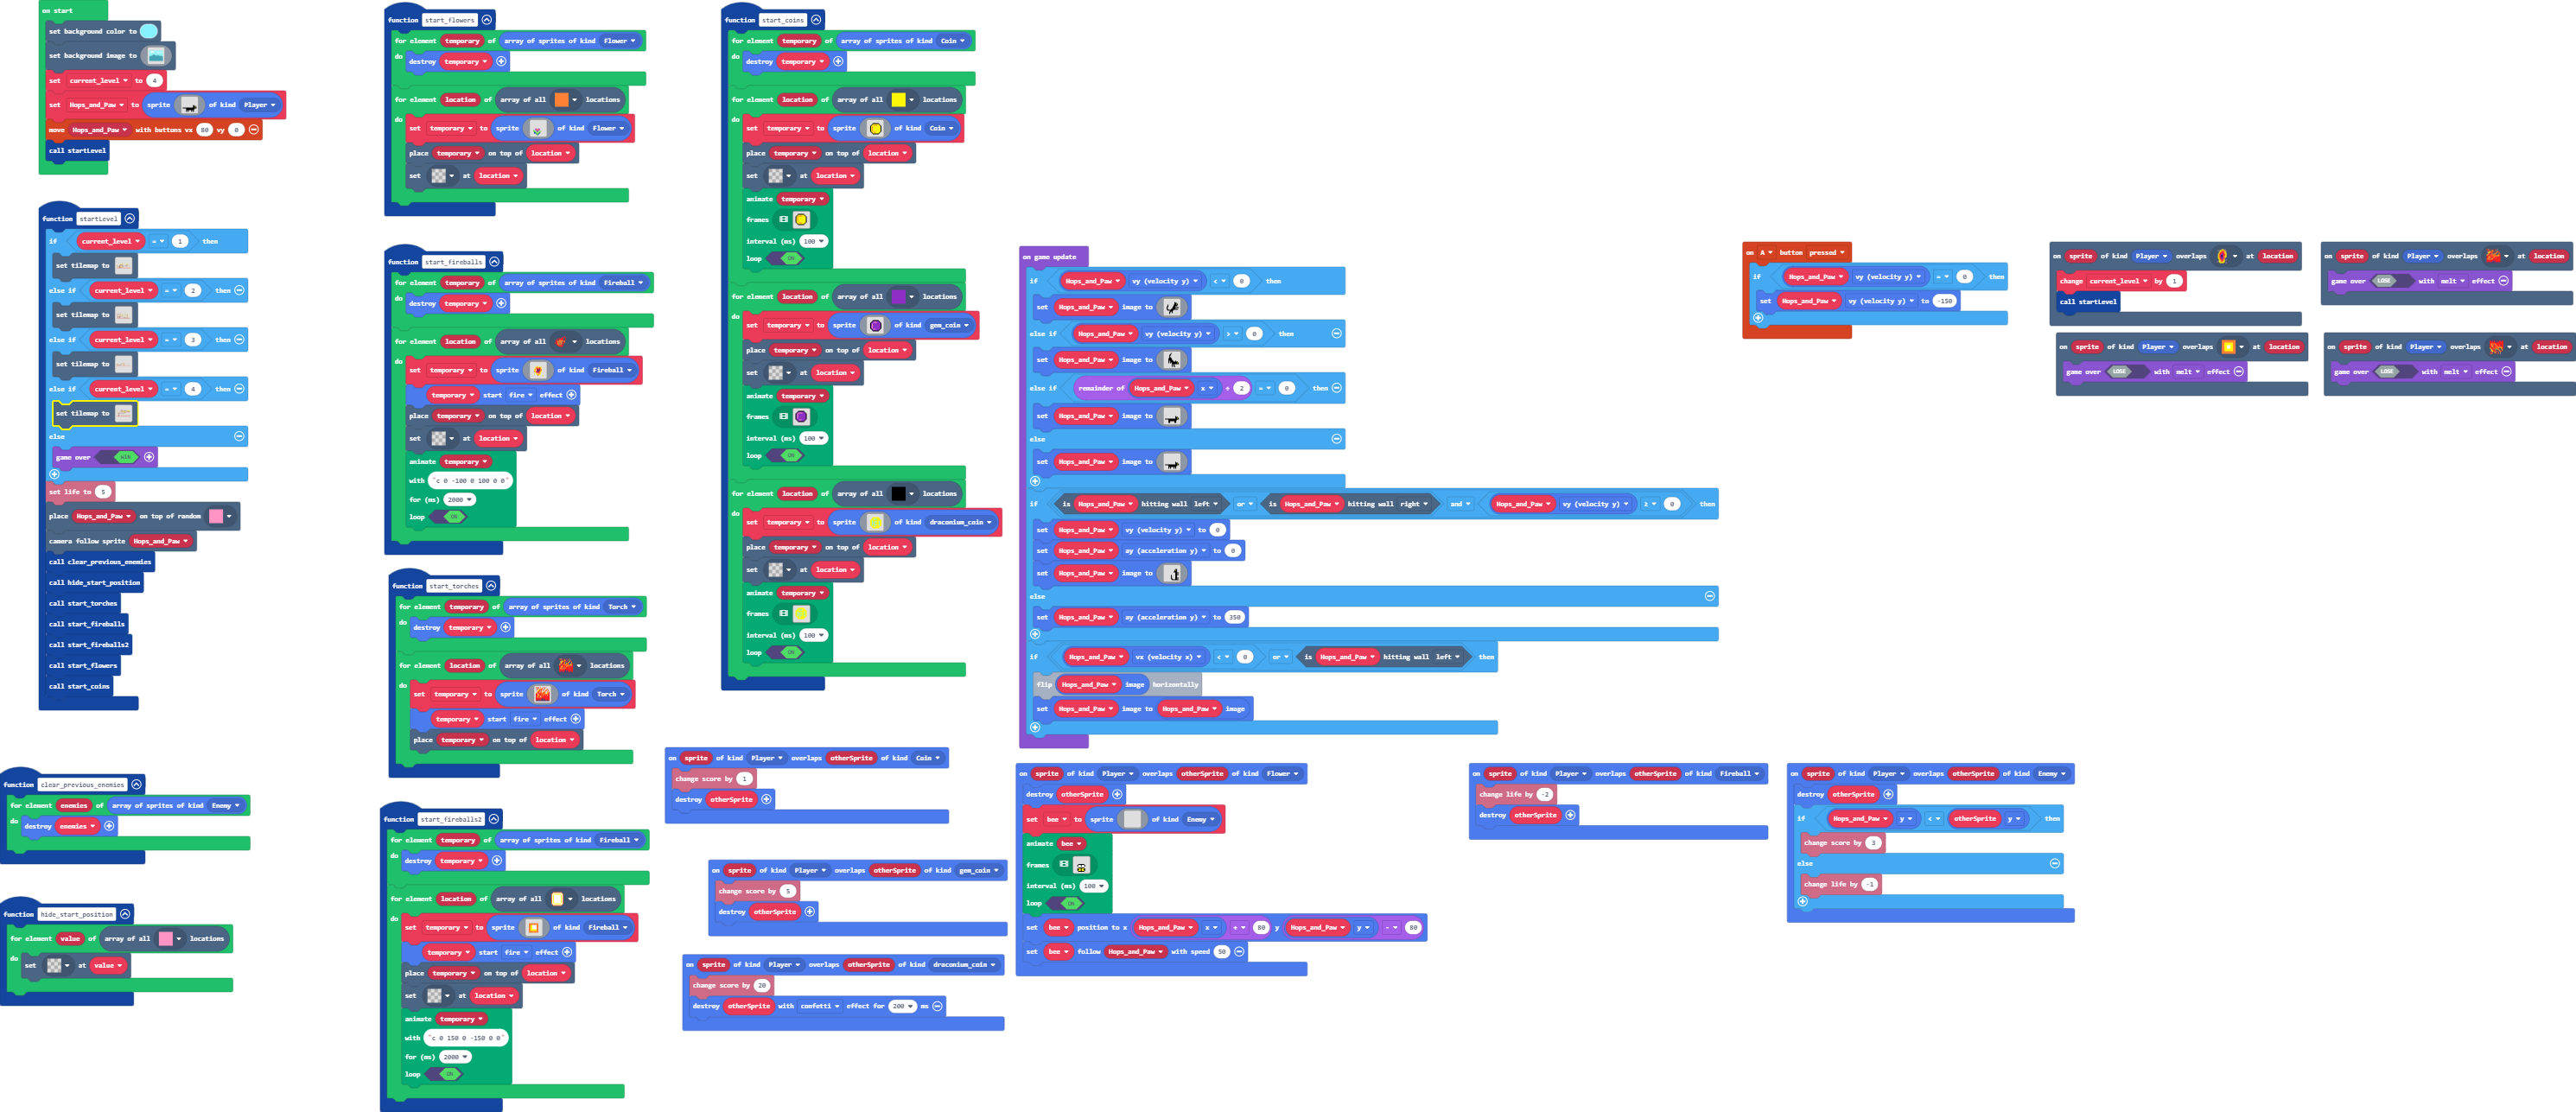 on start
set background color to
set background image to
set current_level to 4
set Hops_and_Paw to sprite of kind Player
move Hops_and_Paw with buttons vx 80 vy 0
call startLevel
function startLevel
if current_level = 1 then
set tilemap to
else if current_level = 2 then
set tilemap to
else if current_level = 3 then
set tilemap to
else if current_level = 4 then
set tilemap to
else
game over WIN
set life to 5
place Hops_and_Paw on top of random
camera follow sprite Hops_and_Paw
call clear_previous_enemies
call hide_start_position
call start_torches
call start_fireballs
call start_fireballs2
call start_flowers
call start_coins
function clear_previous_enemies
for element enemies of array of sprites of kind Enemy
do
destroy enemies
function hide_start_position
for element value of array of all locations
do
set at value
function start_flowers
for element temporary of array of sprites of kind Flower
do
destroy temporary
for element location of array of all locations
do
set temporary to sprite of kind Flower
place temporary on top of location
set at location
function start_fireballs
for element temporary of array of sprites of kind Fireball
do
destroy temporary
for element location of array of all locations
do
set temporary to sprite of kind Fireball
temporary start fire effect
place temporary on top of location
set at location
animate temporary
with "c 0 -100 0 100 0 0"
for (ms) 2000
loop ON
function start_torches
for element temporary of array of sprites of kind Torch
do
destroy temporary
for element location of array of all locations
do
set temporary to sprite of kind Torch
temporary start fire effect
place temporary on top of location
function start_fireballs2
for element temporary of array of sprites of kind Fireball
do
destroy temporary
for element location of array of all locations
do
set temporary to sprite of kind Fireball
temporary start fire effect
place temporary on top of location
set at location
animate temporary
with "c 0 150 0 -150 0 0"
for (ms) 2000
loop ON
function start_coins
for element temporary of array of sprites of kind Coin
do
destroy temporary
for element location of array of all locations
do
set temporary to sprite of kind Coin
place temporary on top of location
set at location
animate temporary
frames
interval (ms) 100
loop ON
for element location of array of all locations
do
set temporary to sprite of kind gem_coin
place temporary on top of location
set at location
animate temporary
frames
interval (ms) 100
loop ON
for element location of array of all locations
do
set temporary to sprite of kind draconium_coin
place temporary on top of location
set at location
animate temporary
frames
interval (ms) 100
loop ON
on sprite of kind Player overlaps otherSprite of kind Coin
change score by 1
destroy otherSprite
on sprite of kind Player overlaps otherSprite of kind gem_coin
change score by 5
destroy otherSprite
on sprite of kind Player overlaps otherSprite of kind draconium_coin
change score by 20
destroy otherSprite with confetti effect for 200 ms
on game update
if Hops_and_Paw vy (velocity y) < 0 then
set Hops_and_Paw image to
else if Hops_and_Paw vy (velocity y) > 0 then
set Hops_and_Paw image to
else if remainder of Hops_and_Paw x ÷ 2 = 0 then
set Hops_and_Paw image to
else
set Hops_and_Paw image to
if is Hops_and_Paw hitting wall left or is Hops_and_Paw hitting wall right and Hops_and_Paw vy (velocity y) ≥ 0 then
set Hops_and_Paw vy (velocity y) to 0
set Hops_and_Paw ay (acceleration y) to 0
set Hops_and_Paw image to
else
set Hops_and_Paw ay (acceleration y) to 350
if Hops_and_Paw vx (velocity x) < 0 or is Hops_and_Paw hitting wall left then
flip Hops_and_Paw image horizontally
set Hops_and_Paw image to Hops_and_Paw image
on sprite of kind Player overlaps otherSprite of kind Flower
destroy otherSprite
set bee to sprite of kind Enemy
animate bee
frames
interval (ms) 100
loop ON
set bee position to x Hops_and_Paw x + 80 y Hops_and_Paw y - 80
set bee follow Hops_and_Paw with speed 50
on sprite of kind Player overlaps otherSprite of kind Fireball
change life by -2
destroy otherSprite
on sprite of kind Player overlaps otherSprite of kind Enemy
destroy otherSprite
if Hops_and_Paw y < otherSprite y then
change score by 3
else
change life by -1
on A button pressed
if Hops_and_Paw vy (velocity y) = 0 then
set Hops_and_Paw vy (velocity y) to -150
on sprite of kind Player overlaps at location
change current_level by 1
call startLevel
on sprite of kind Player overlaps at location
game over LOSE with melt effect
on sprite of kind Player overlaps at location
game over LOSE with melt effect
on sprite of kind Player overlaps at location
game over LOSE with melt effect